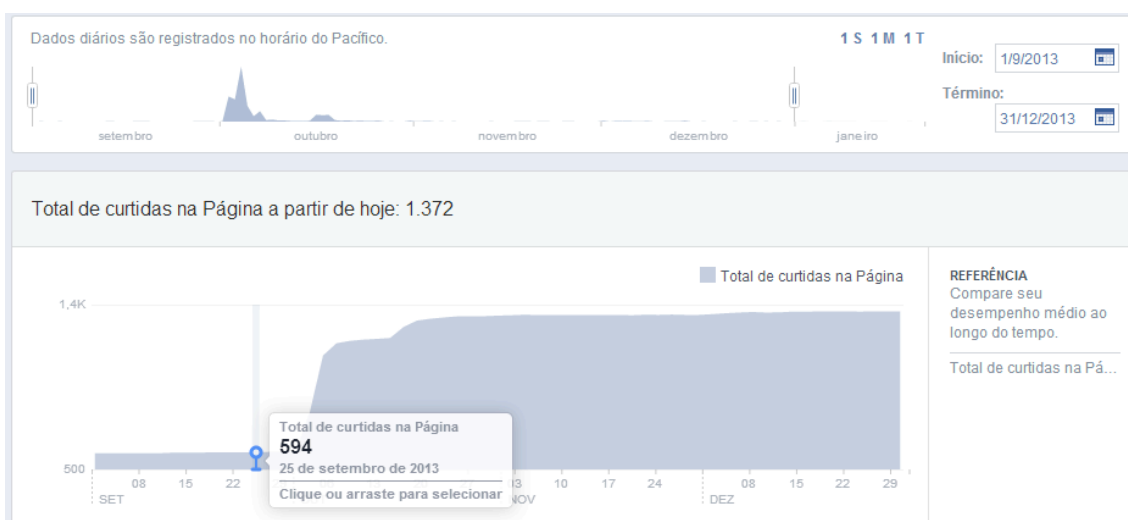 Dados diários são registrados no horário do Pacífico.
1 S 1 M 1 T
Início: 1/9/2013
Término:
31/12/2013
setembro outubro novembro dezembro janeiro
Total de curtidas na Página a partir de hoje: 1.372
Total de curtidas na Página
REFERÊNCIA
Compare seu
desempenho médio ao
longo do tempo.
Total de curtidas na Pá...
1.4K
Total de curtidas na Página
594
25 de setembro de 2013
Clique ou arraste para selecionar
500
08 15 22 03 10 17 24 08 15 22 29
SET NOV DEZ